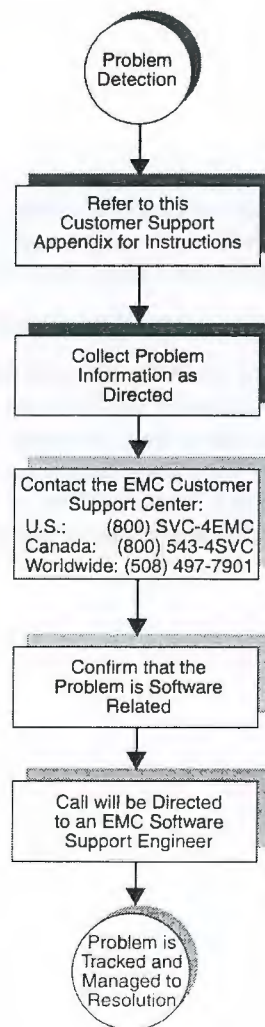 Problem
Detection
Refer to this
Customer Support
Appendix for Instructions
Collect Problem
Information as
Directed
Contact the EMC Customer
Support Center:
U.S.: (800) SVC-4EMC
Canada: (800) 543-4SVC
Worldwide: (508) 497-7901
Confirm that the
Problem is Software
Related
Call will be Directed
to an EMC Software
Support Engineer
Problem is
Tracked and
Managed to
Resolution